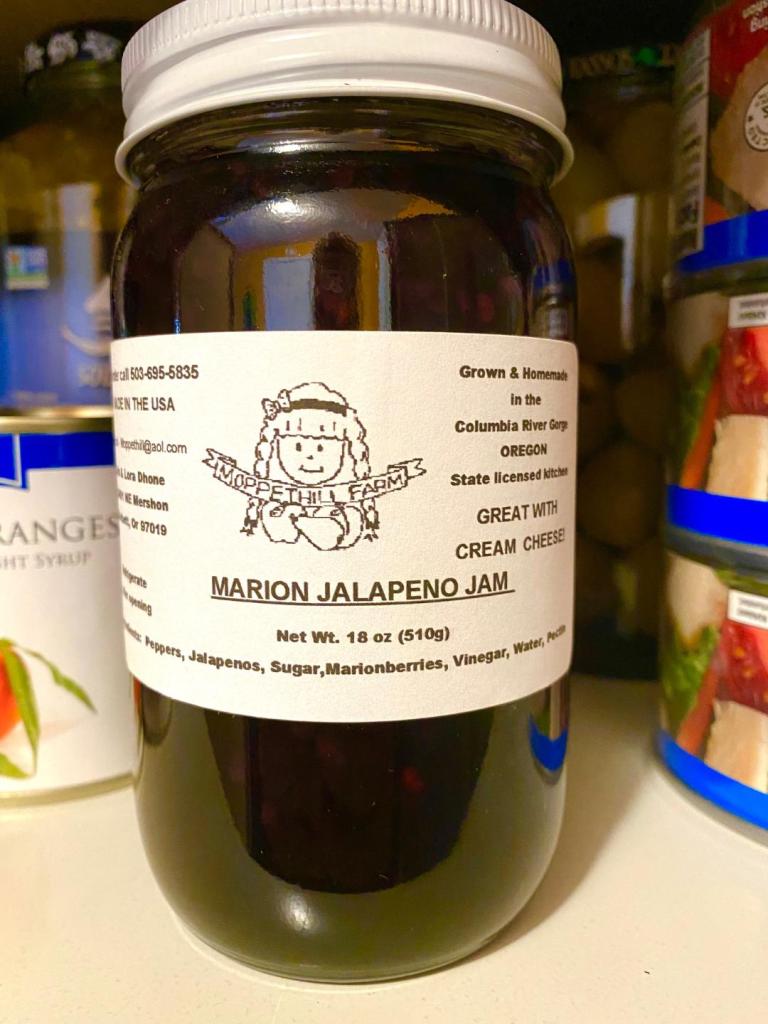 call 503-695-5835
IN THE USA
Moppethill@aol.com
& Lora Dhone
NE Mershon
Or 97019
opening
MOPPETHILL FARM
Grown & Homemade
in the
Columbia River Gorge
OREGON
State licensed kitchen
GREAT WITH
CREAM CHEESE!
MARION JALAPENO JAM
Net Wt. 18 oz (510g)
Peppers, Jalapenos, Sugar,Marionberries, Vinegar, Water, Pectin
RANGES
HT SYRUP